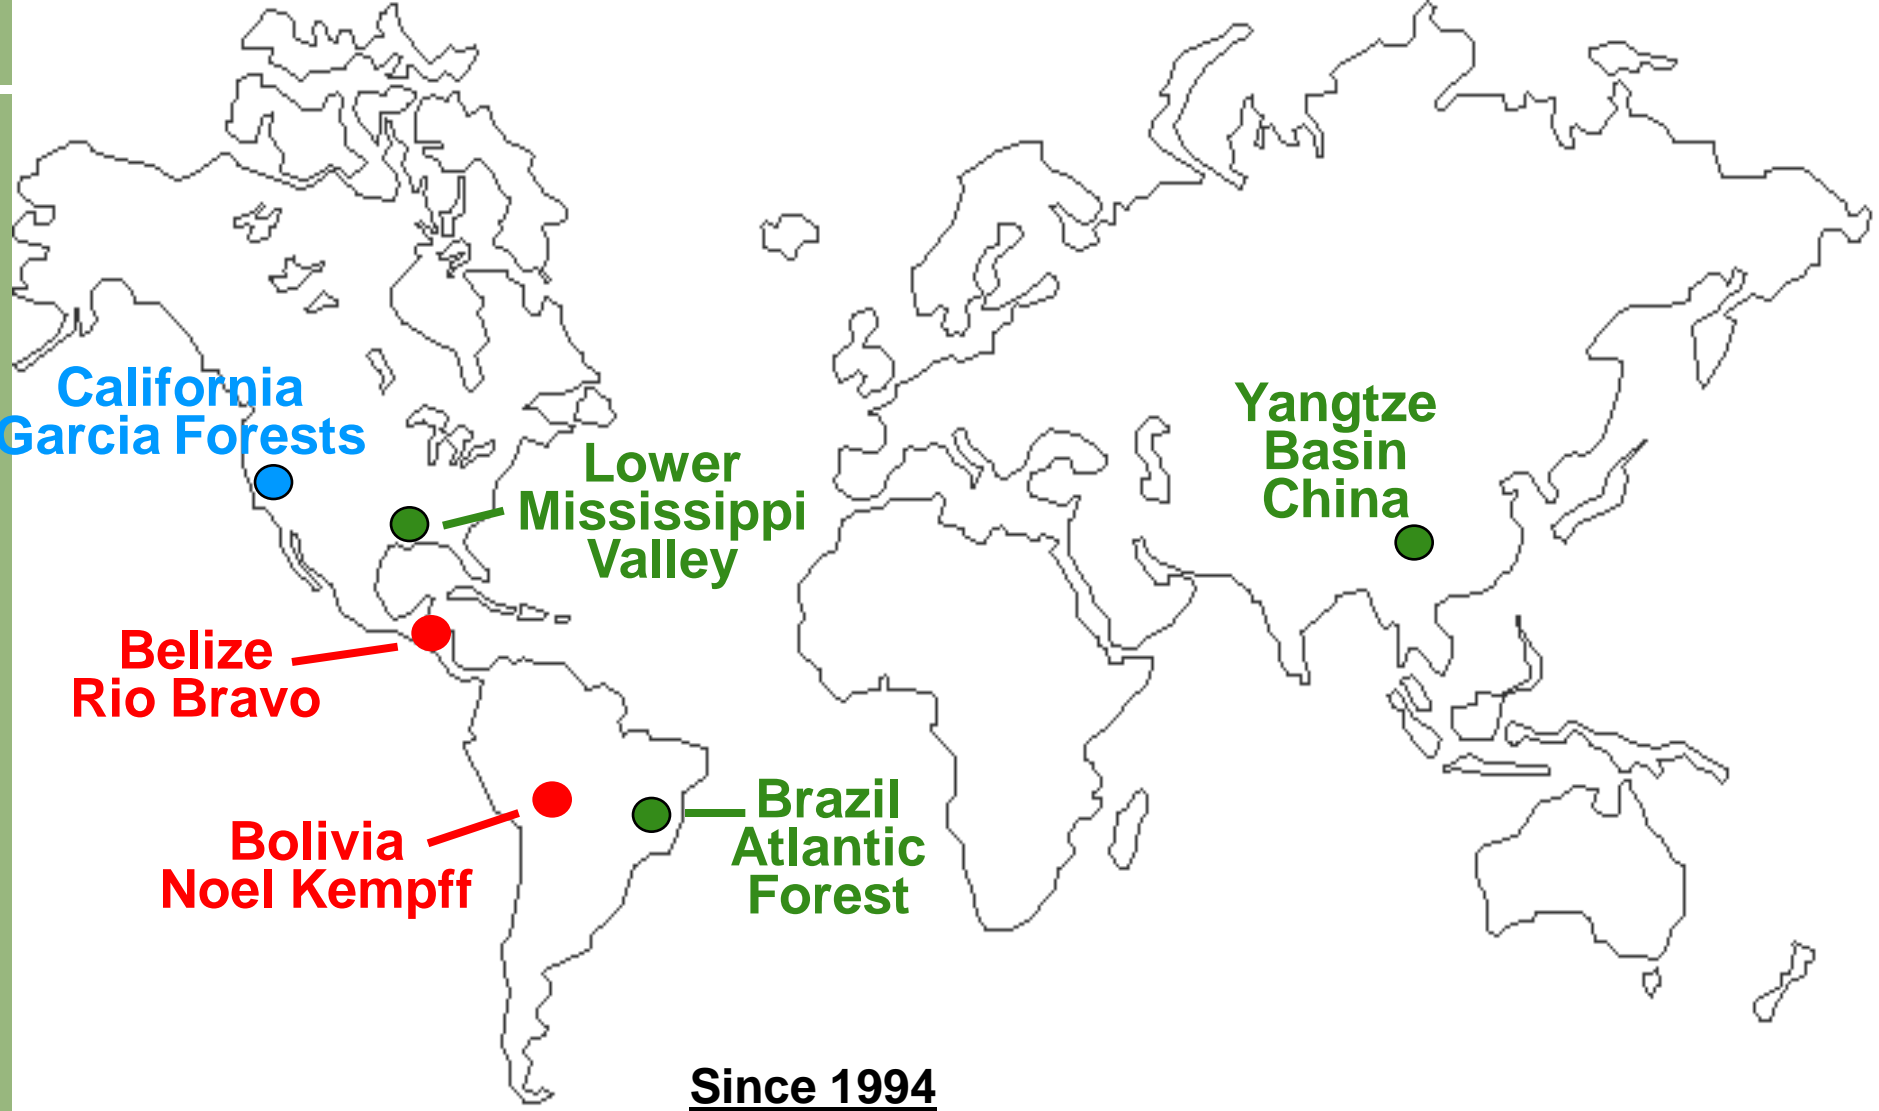 California
Garcia Forests
Lower
Mississippi
Valley
Yangtze
Basin
China
Belize
Rio Bravo
Bolivia
Noel Kempff
Brazil
Atlantic
Forest
Since 1994